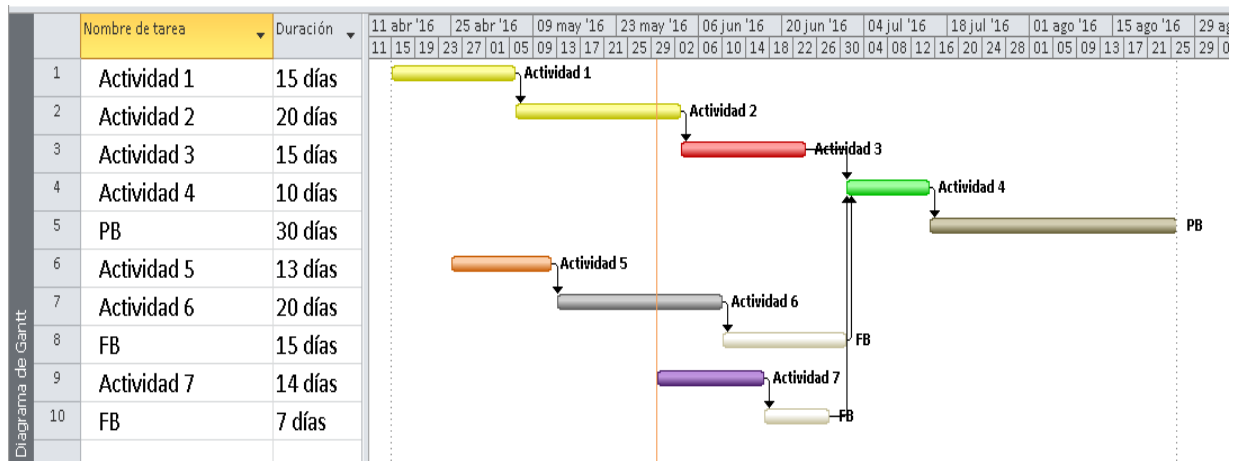 Nombre de tarea Duración 11 abr '16 25 abr '16 09 may '16 23 may '16 06 jun '16 20 jun '16 04 jul '16 18 jul '16 01 ago '16 15 ago '16 29 ag
11 15 19 23 27 01 05 09 13 17 21 25 29 02 06 10 14 18 22 26 30 04 08 12 16 20 24 28 01 05 09 13 17 21 25 29 0
1 Actividad 1 15 días Actividad 1
2 Actividad 2 20 días Actividad 2
3 Actividad 3 15 días Actividad 3
4 Actividad 4 10 días Actividad 4
5 PB 30 días PB
6 Actividad 5 13 días Actividad 5
7 Actividad 6 20 días Actividad 6
8 FB 15 días FB
9 Actividad 7 14 días Actividad 7
10 FB 7 días FB
Diagrama de Gantt